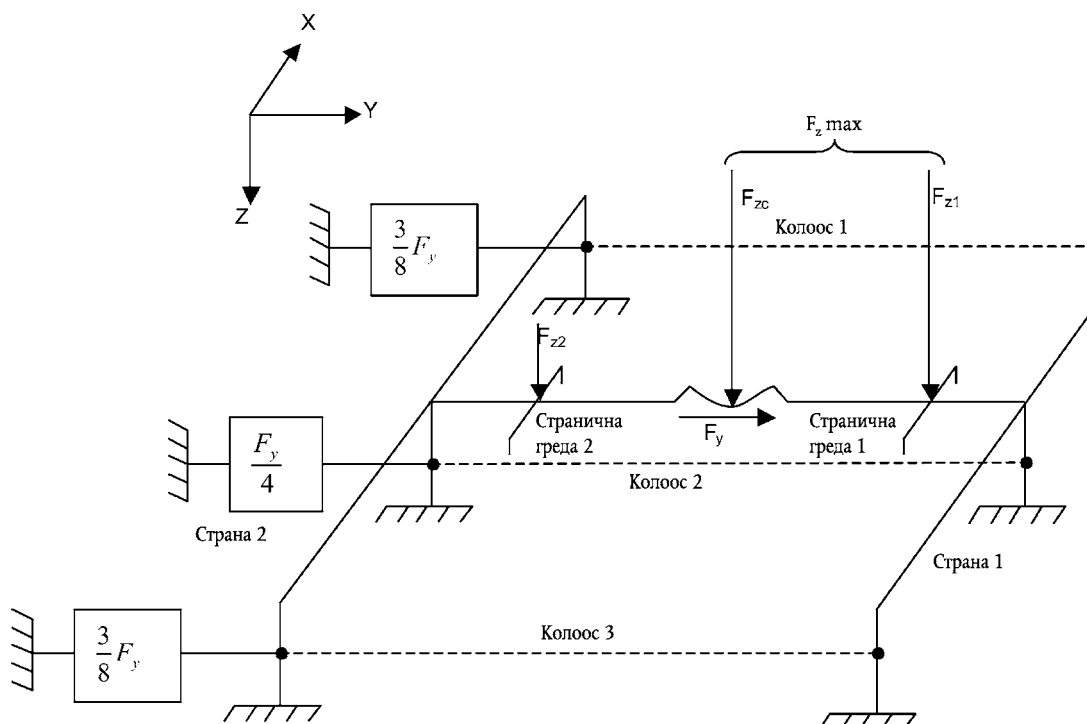 X
Y
Z
F_z max
F_zc
F_z1
Колоос 1
3/8 F_y
F_z2
Странична
греда 2
F_y
Странична
греда 1
F_y/4
Колоос 2
Страна 2
Страна 1
3/8 F_y
Колоос 3